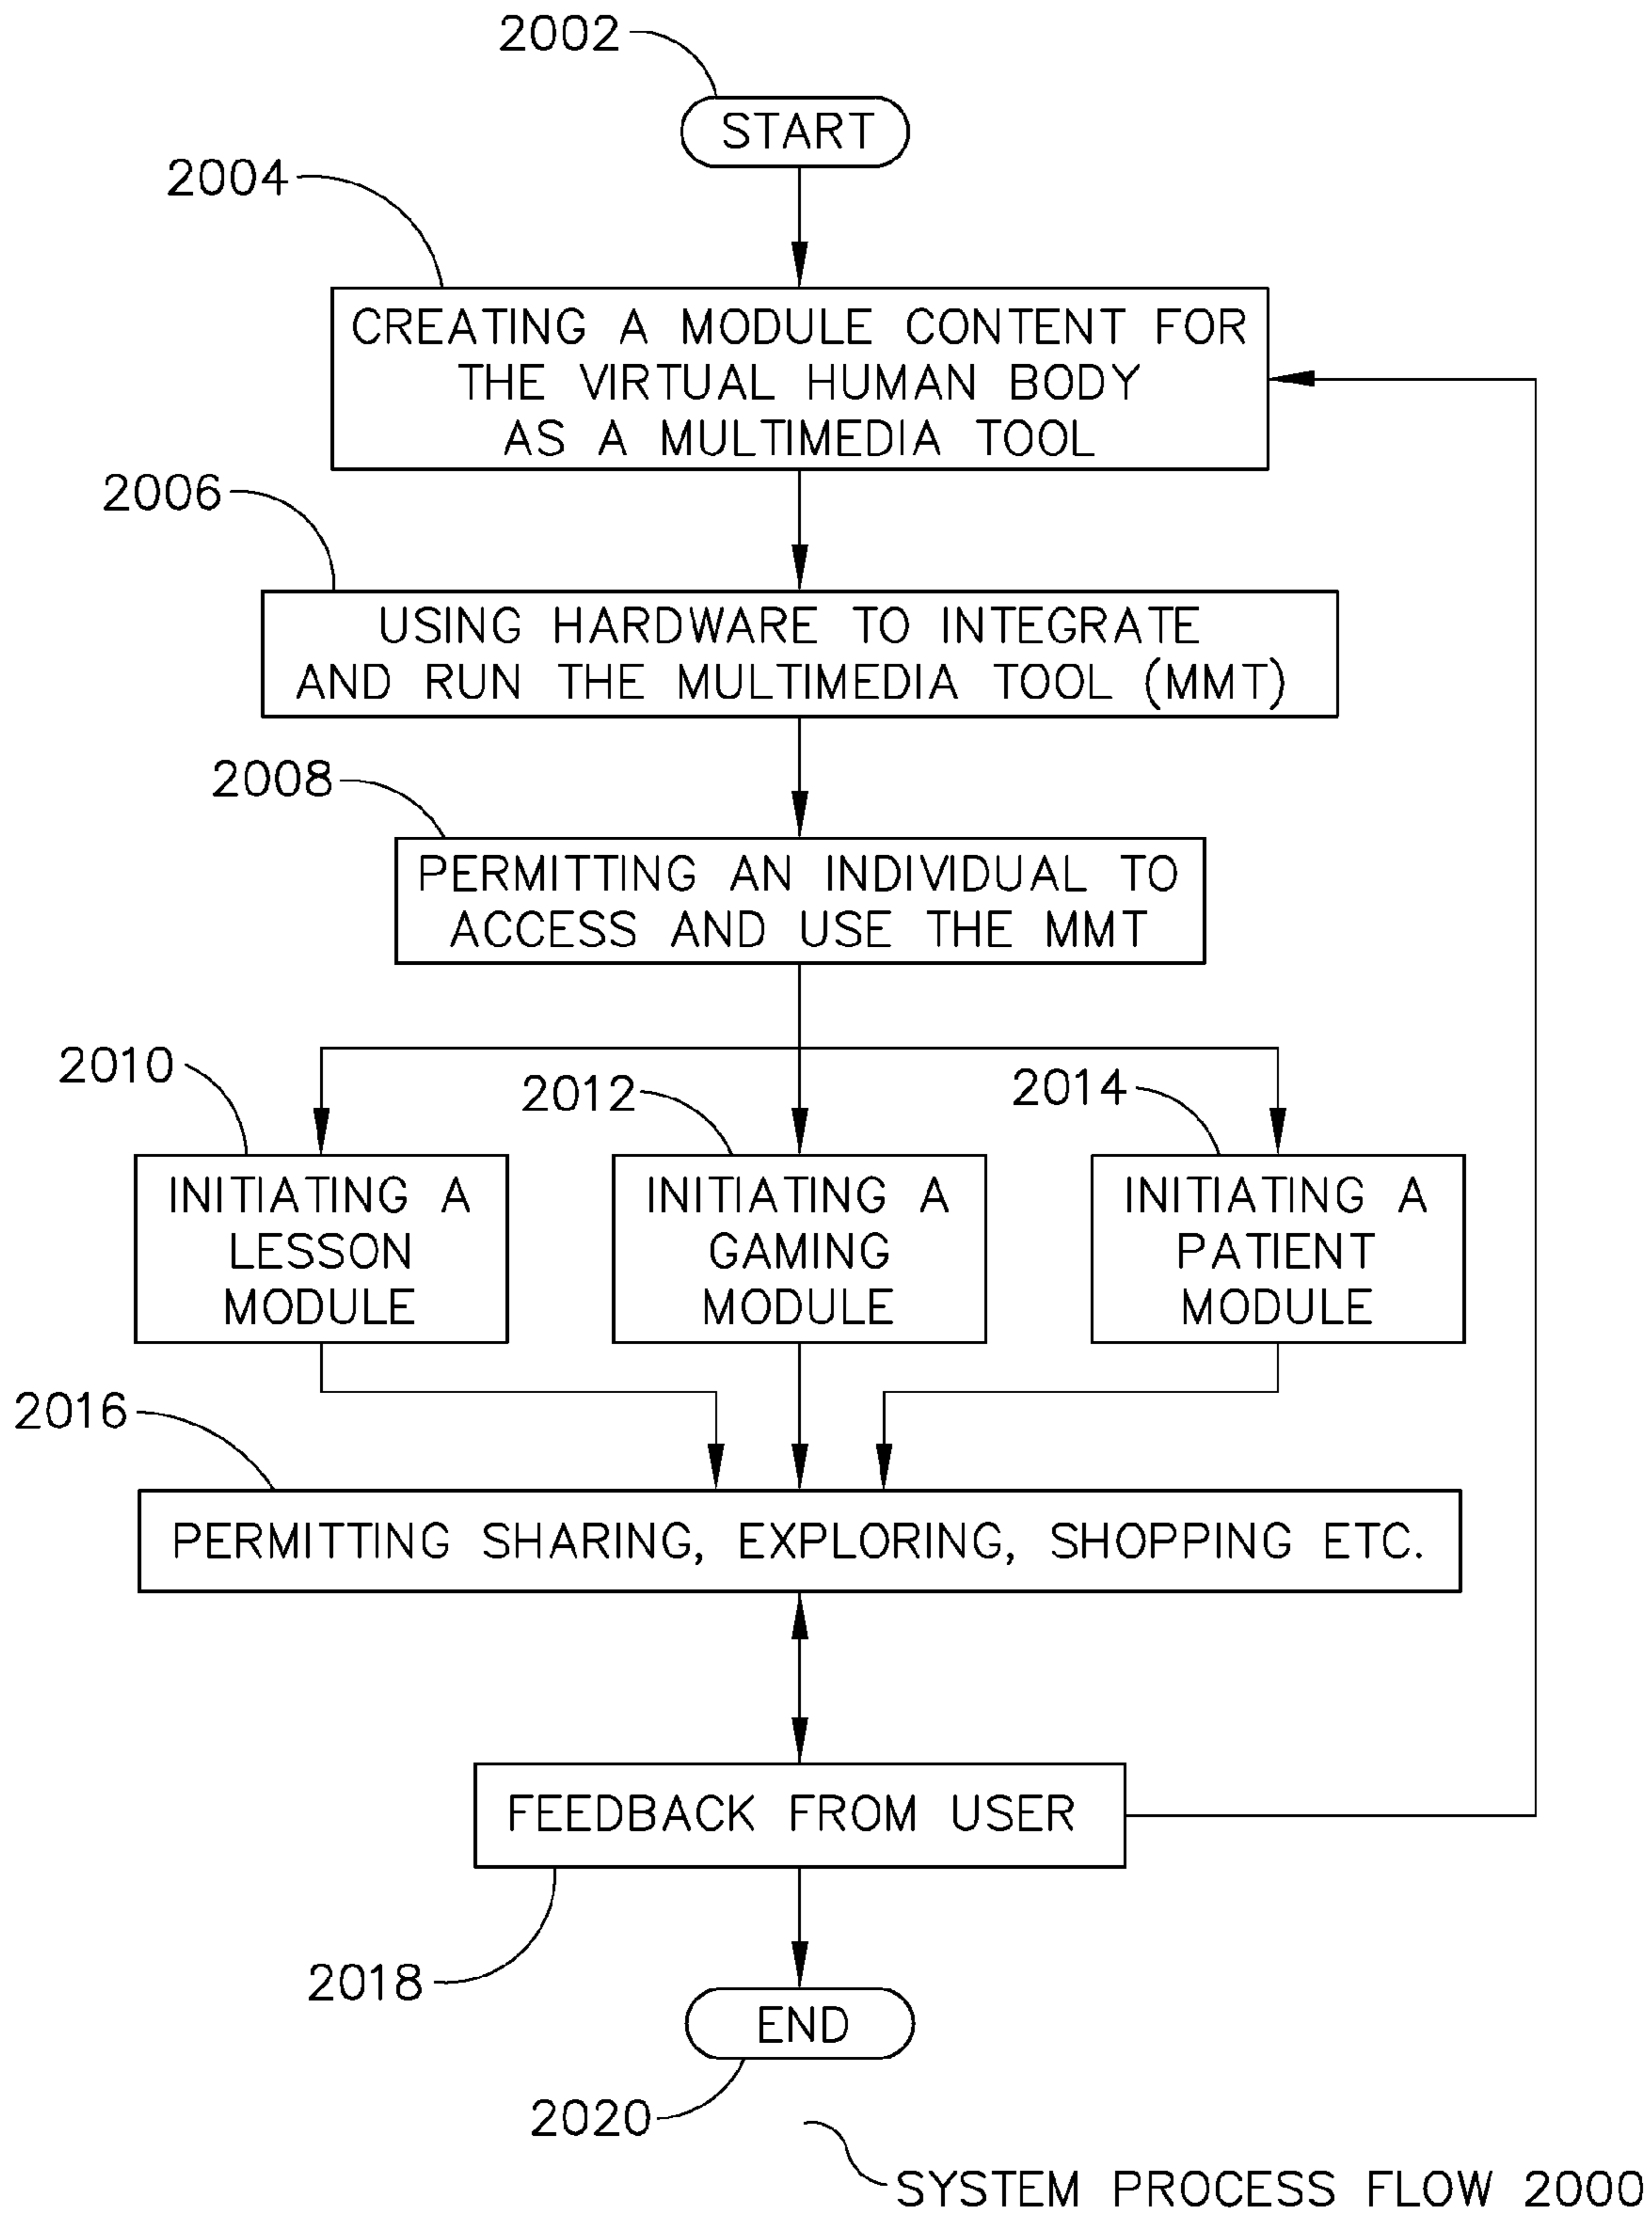 2002
START
2004
CREATING A MODULE CONTENT FOR
THE VIRTUAL HUMAN BODY
AS A MULTIMEDIA TOOL
2006
USING HARDWARE TO INTEGRATE
AND RUN THE MULTIMEDIA TOOL (MMT)
2008
PERMITTING AN INDIVIDUAL TO
ACCESS AND USE THE MMT
2010
INITIATING A
LESSON
MODULE
2012
INITIATING A
GAMING
MODULE
2014
INITIATING A
PATIENT
MODULE
2016
PERMITTING SHARING, EXPLORING, SHOPPING ETC.
FEEDBACK FROM USER
2018
END
2020
SYSTEM PROCESS FLOW 2000